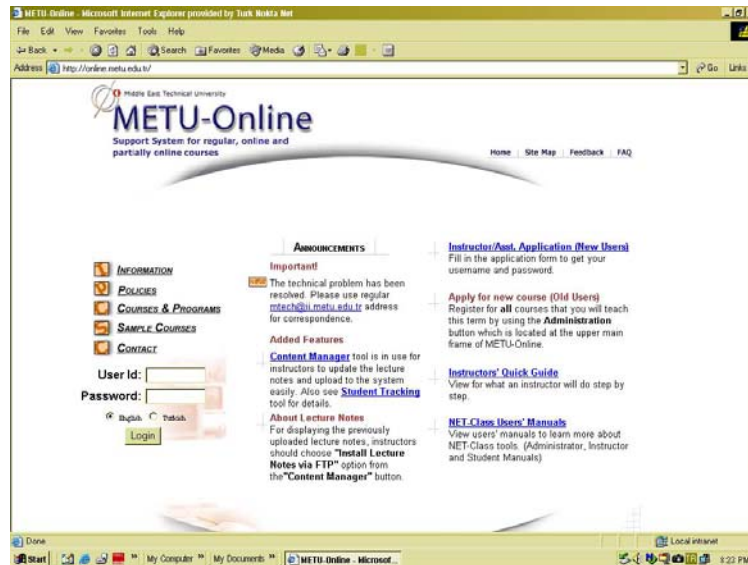 METU-Online - Microsoft Internet Explorer provided by Turk Nokta Net
File Edit View Favorites Tools Help
Back Search Favorites Media
Address http://online.metu.edu.tr/ Go Links
Middle East Technical University
METU-Online
Support System for regular, online and
partially online courses
Home Site Map Feedback FAQ
INFORMATION
POLICIES
COURSES & PROGRAMS
SAMPLE COURSES
CONTACT
User Id:
Password:
English Turkish
Login
ANNOUNCEMENTS
Important!
The technical problem has been
resolved. Please use regular
mtech@ii.metu.edu.tr address
for correspondence.
Added Features
Content Manager tool is in use for
instructors to update the lecture
notes and upload to the system
easily. Also see Student Tracking
tool for details.
About Lecture Notes
For displaying the previously
uploaded lecture notes, instructors
should choose "Install Lecture
Notes via FTP" option from
the"Content Manager" button.
Instructor/Asst. Application (New Users)
Fill in the application form to get your
username and password.
Apply for new course (Old Users)
Register for all courses that you will teach
this term by using the Administration
button which is located at the upper main
frame of METU-Online.
Instructors' Quick Guide
View for what an instructor will do step by
step.
NET-Class Users' Manuals
View users' manuals to learn more about
NET-Class tools. (Administrator, Instructor
and Student Manuals)
Done Local intranet
Start My Computer My Documents METU-Online - Microsof... 8:22 PM